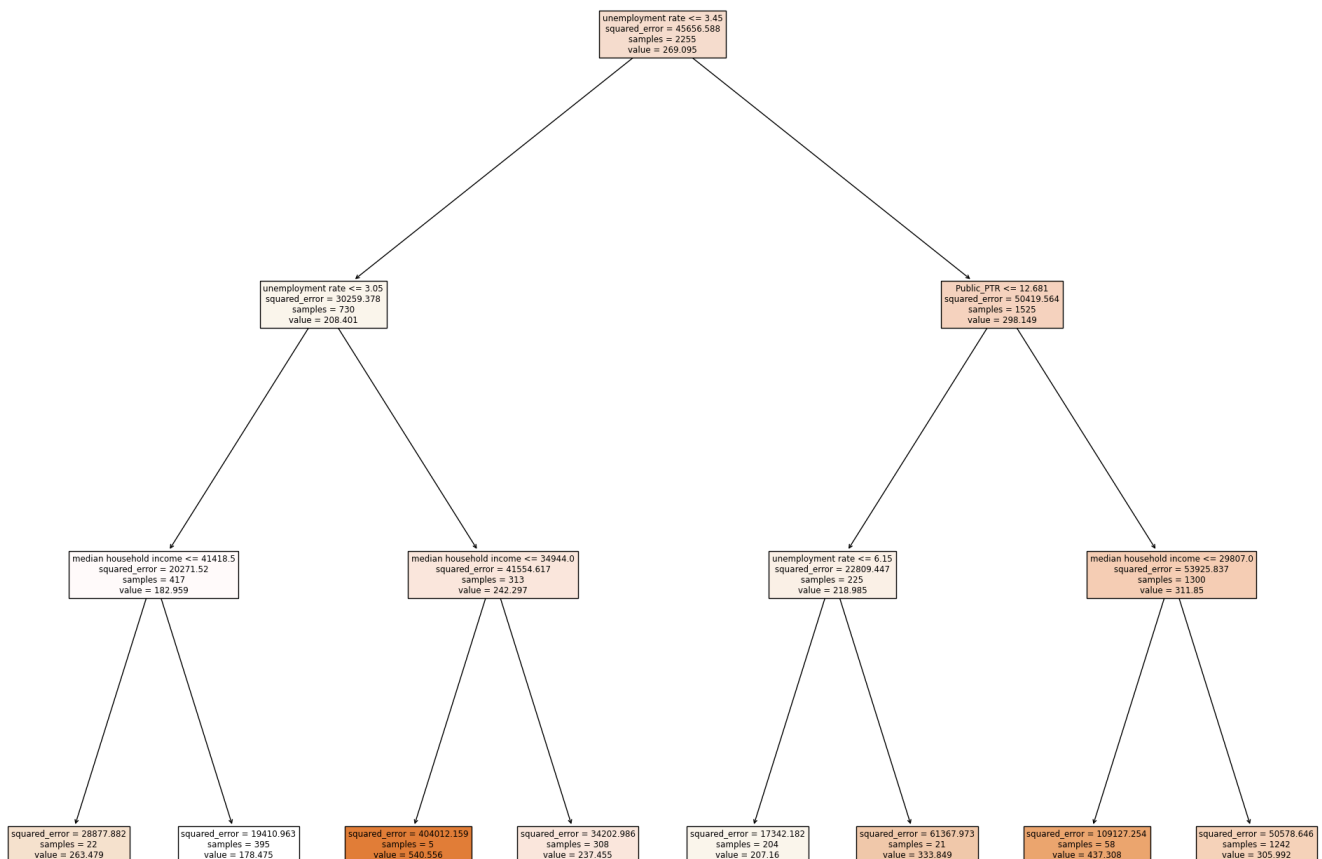 unemployment rate <= 3.45
squared_error = 45656.588
samples = 2255
value = 269.095
unemployment rate <= 3.05
squared_error = 30259.378
samples = 730
value = 208.401
Public_PTR <= 12.681
squared_error = 50419.564
samples = 1525
value = 298.149
median household income <= 41418.5
squared_error = 20271.52
samples = 417
value = 182.959
median household income <= 34944.0
squared_error = 41554.617
samples = 313
value = 242.297
unemployment rate <= 6.15
squared_error = 22809.447
samples = 225
value = 218.985
median household income <= 29807.0
squared_error = 53925.837
samples = 1300
value = 311.85
squared_error = 28877.882
samples = 22
value = 263.479
squared_error = 19410.963
samples = 395
value = 178.475
squared_error = 404012.159
samples = 5
value = 540.556
squared_error = 34202.986
samples = 308
value = 237.455
squared_error = 17342.182
samples = 204
value = 207.16
squared_error = 61367.973
samples = 21
value = 333.849
squared_error = 109127.254
samples = 58
value = 437.308
squared_error = 50578.646
samples = 1242
value = 305.992